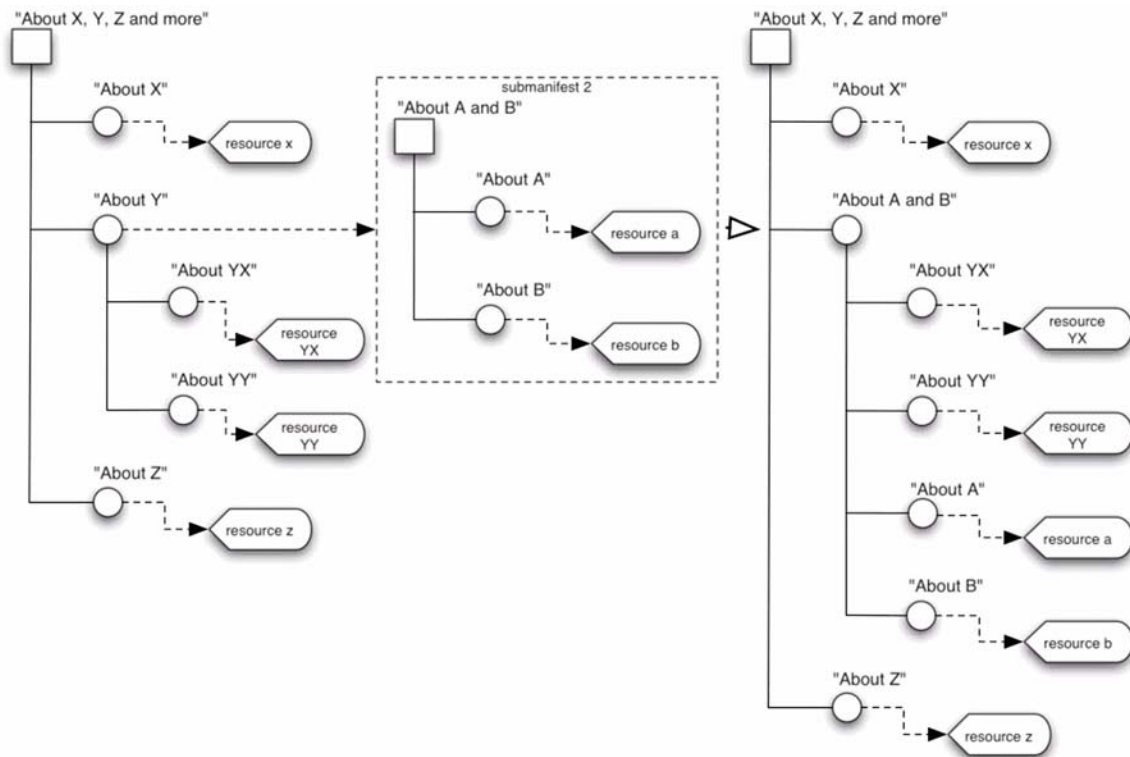 "About X, Y, Z and more"
"About X"
resource x
"About Y"
"About YX"
resource
YX
"About YY"
resource
YY
"About Z"
resource z
submanifest 2
"About A and B"
"About A"
resource a
"About B"
resource b
"About X, Y, Z and more"
"About X"
resource x
"About A and B"
"About YX"
resource
YX
"About YY"
resource
YY
"About A"
resource a
"About B"
resource b
"About Z"
resource z